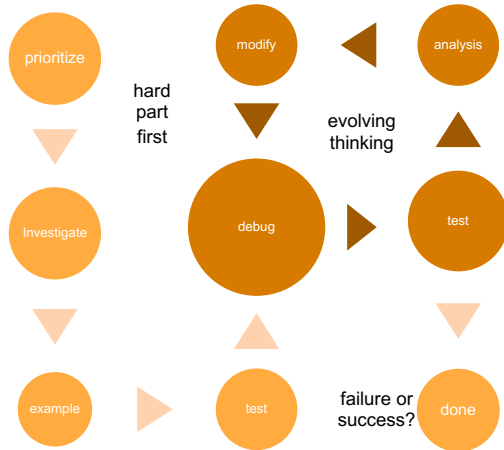 prioritize
modify
analysis
hard
part
first
evolving
thinking
Investigate
debug
test
example
test
failure or
success?
done